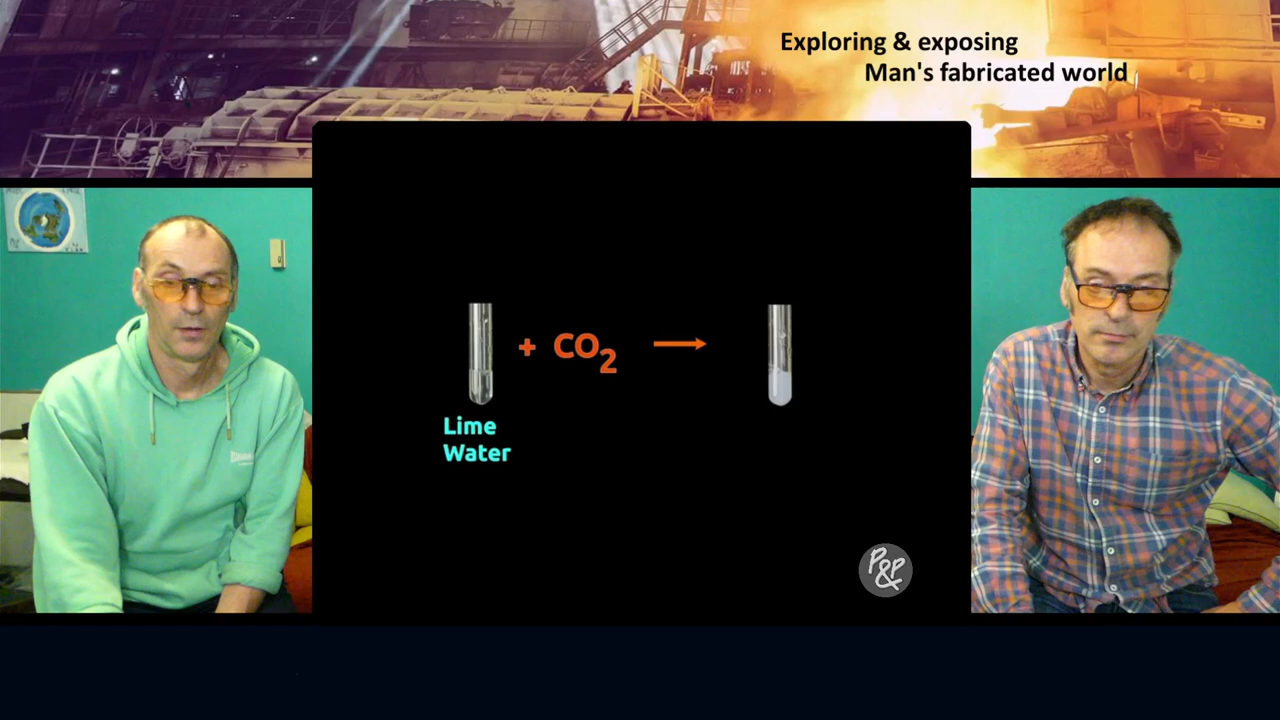 Exploring & exposing
Man's fabricated world
+ CO2
Lime
Water
P&P